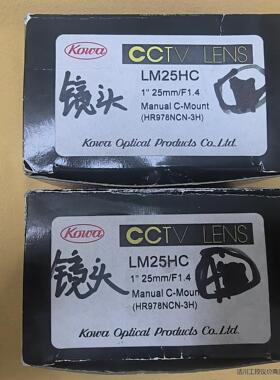 Kowa
CCTV LENS
镜头
LM25HC
1" 25mm/F1.4
Manual C-Mount
(HR978NCN-3H)
Kowa Optical Products Co.,Ltd.
Kowa
CCTV LENS
镜头
LM25HC
1" 25mm/F1.4
Manual C-Mount
(HR978NCN-3H)
Kowa Optical Products Co.,Ltd.